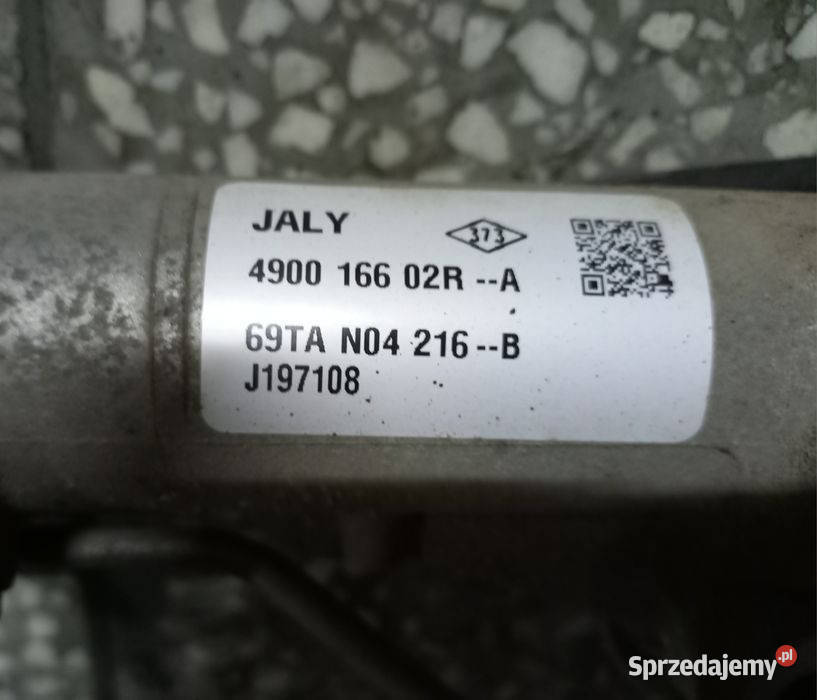 JALY
373
4900 166 02R --A
69TA N04 216--B
J197108
Sprzedajemy.pl